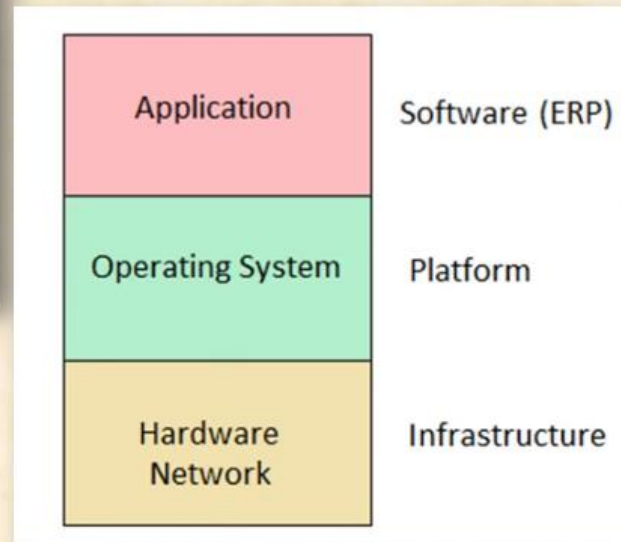 Application
Software (ERP)
Operating System
Platform
Hardware
Network
Infrastructure